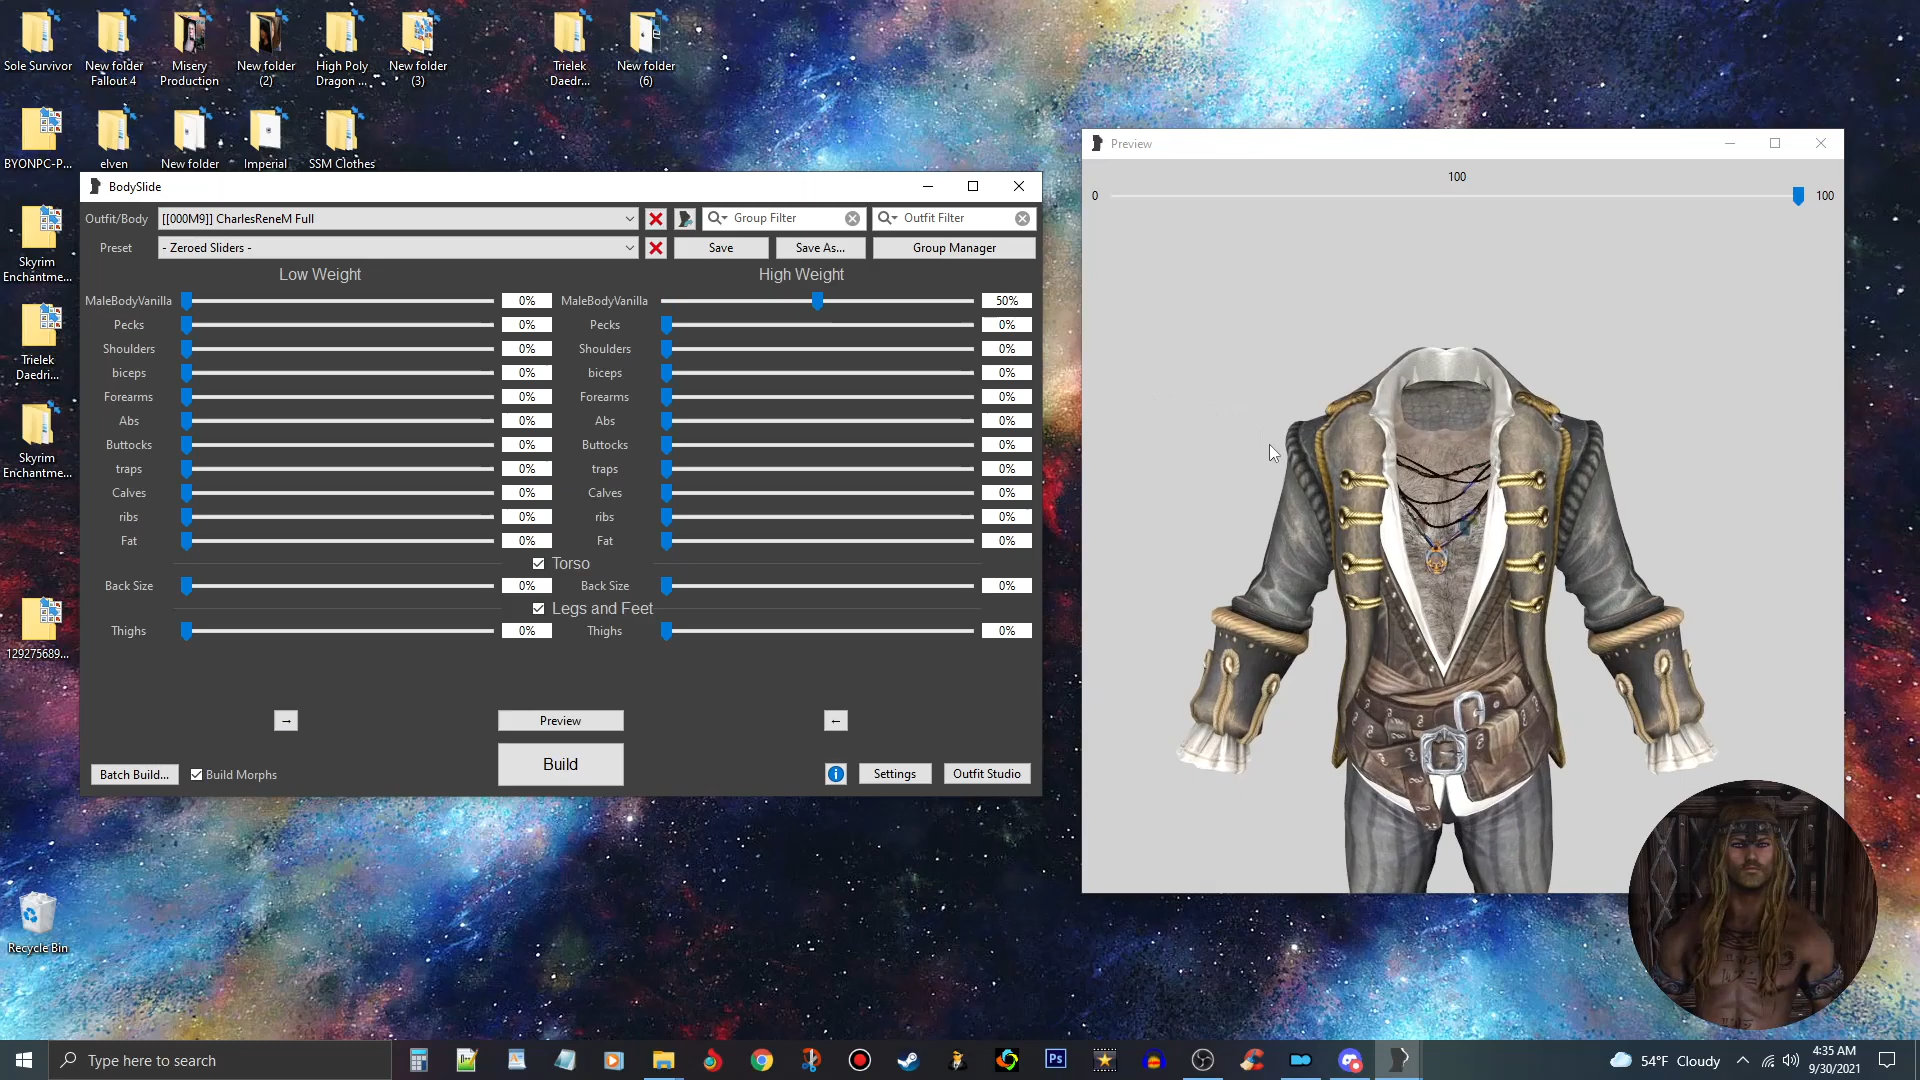 Sole Survivor
New folder
Fallout 4
Misery
Production
New folder
(2)
High Poly
Dragon ...
New folder
(3)
Trielek
Daedr...
New folder
(6)
BYONPC-P...
elven
New folder
Imperial
SSM Clothes
Skyrim
Enchantme...
Trielek
Daedri...
Skyrim
Enchantme...
129275689...
Recycle Bin
BodySlide
Outfit/Body [[000M9]] CharlesReneM Full Group Filter Outfit Filter
Preset - Zeroed Sliders - Save Save As... Group Manager
Low Weight High Weight
MaleBodyVanilla 0% MaleBodyVanilla 50%
Pecks 0% Pecks 0%
Shoulders 0% Shoulders 0%
biceps 0% biceps 0%
Forearms 0% Forearms 0%
Abs 0% Abs 0%
Buttocks 0% Buttocks 0%
traps 0% traps 0%
Calves 0% Calves 0%
ribs 0% ribs 0%
Fat 0% Fat 0%
Torso
Back Size 0% Back Size 0%
Legs and Feet
Thighs 0% Thighs 0%
→ Preview ←
Batch Build... Build Morphs Build i Settings Outfit Studio
Preview
100
0 100
Type here to search
Ps
54°F Cloudy
4:35 AM
9/30/2021